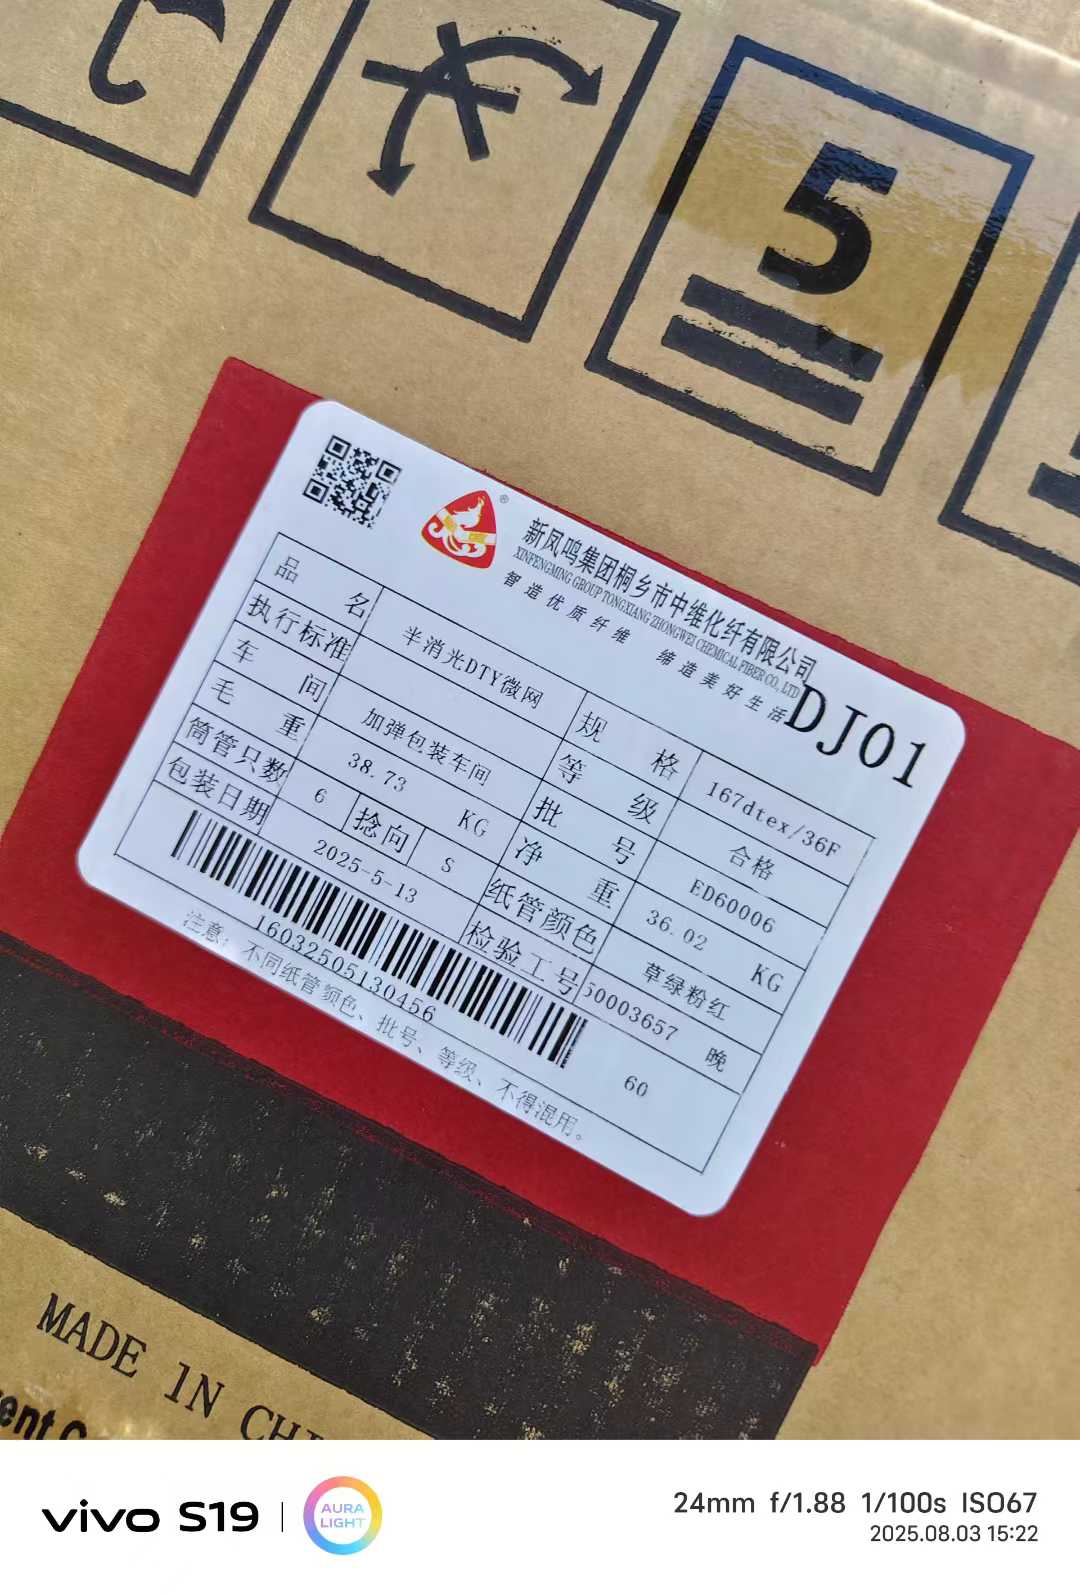 5
新凤鸣集团桐乡市中维化纤有限公司
XINFENGMING GROUP TONGXIANG ZHONGWEI CHEMICAL FIBER CO., LTD
智造优质纤维 缔造美好生活
DJ01
品名 半消光DTY微网 规格 167dtex/36F
执行标准 等级 合格
车间 加弹包装车间 批号 ED60006
毛重 38.73 KG 净重 36.02 KG
筒管只数 6 捻向 S 纸管颜色 草绿粉红
包装日期 2025-5-13 检验工号 50003657 晚
60
16032505130456
注意：不同纸管颜色、批号、等级、不得混用。
MADE IN
vivo S19 | AURA LIGHT
24mm f/1.88 1/100s ISO67
2025.08.03 15:22